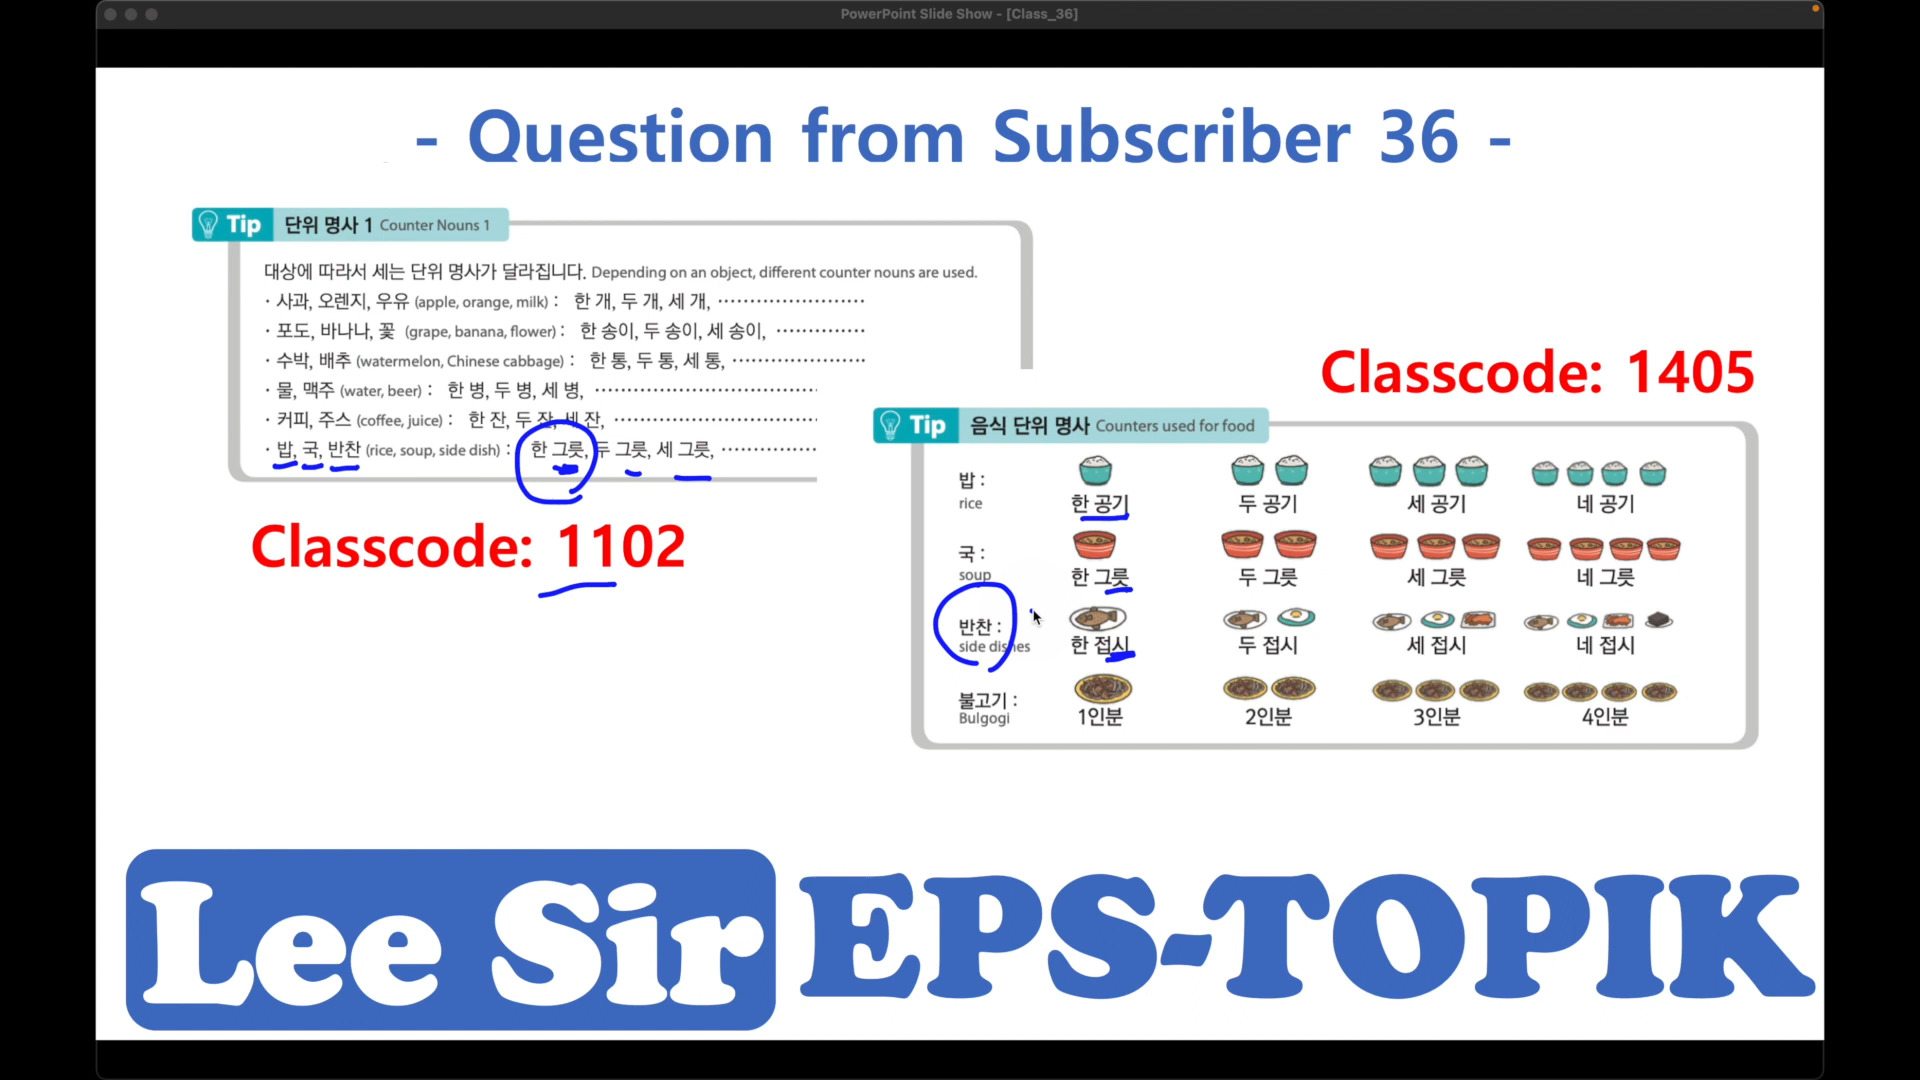 PowerPoint Slide Show - [Class_36]
- Question from Subscriber 36 -
Tip 단위 명사 1 Counter Nouns 1
대상에 따라서 세는 단위 명사가 달라집니다. Depending on an object, different counter nouns are used.
· 사과, 오렌지, 우유 (apple, orange, milk) : 한 개, 두 개, 세 개, ························
· 포도, 바나나, 꽃 (grape, banana, flower) : 한 송이, 두 송이, 세 송이, ··············
· 수박, 배추 (watermelon, Chinese cabbage) : 한 통, 두 통, 세 통, ······················
· 물, 맥주 (water, beer) : 한 병, 두 병, 세 병, ····································
· 커피, 주스 (coffee, juice) : 한 잔, 두 잔, 세 잔, ································
· 밥, 국, 반찬 (rice, soup, side dish) : 한 그릇, 두 그릇, 세 그릇, ···············
Classcode: 1102
Classcode: 1405
Tip 음식 단위 명사 Counters used for food
밥 :
rice
한 공기 두 공기 세 공기 네 공기
국 :
soup
한 그릇 두 그릇 세 그릇 네 그릇
반찬 :
side dishes
한 접시 두 접시 세 접시 네 접시
불고기 :
Bulgogi
1인분 2인분 3인분 4인분
Lee Sir EPS-TOPIK